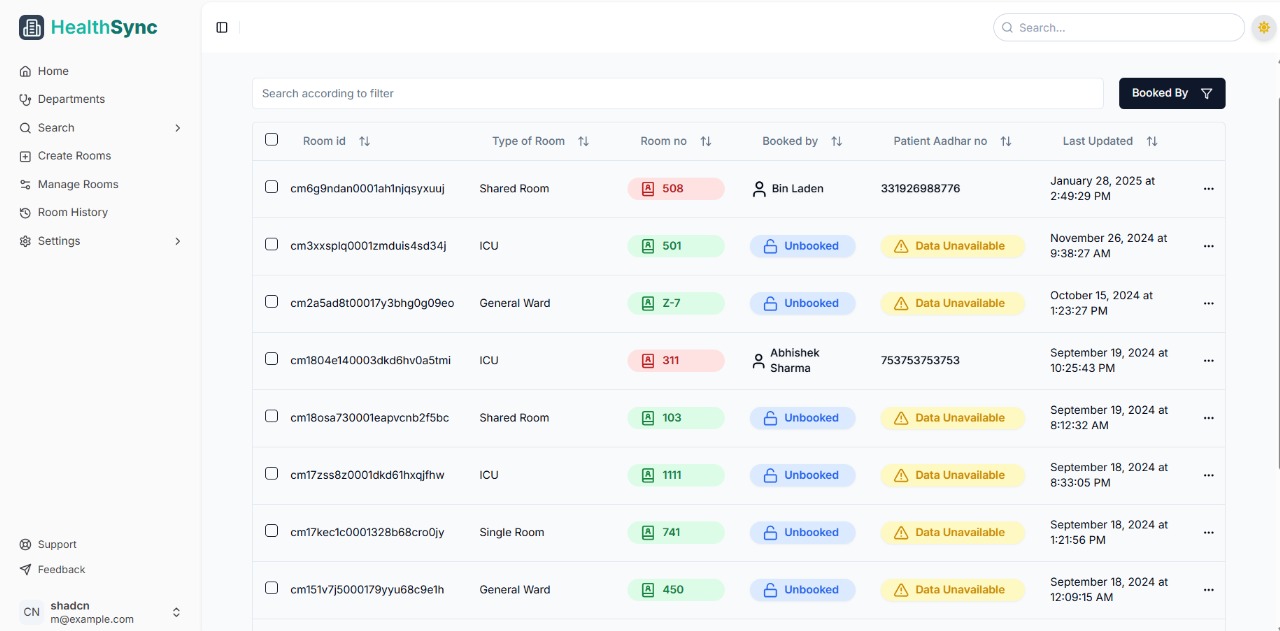 HealthSync
Search...
Home
Departments
Search
Create Rooms
Manage Rooms
Room History
Settings
Support
Feedback
CN shadcn
m@example.com
Search according to filter
Booked By
Room id Type of Room Room no Booked by Patient Aadhar no Last Updated
cm6g9ndan0001ah1njqsyxuuj Shared Room 508 Bin Laden 331926988776 January 28, 2025 at
2:49:29 PM
cm3xxsplq0001zmduis4sd34j ICU 501 Unbooked Data Unavailable November 26, 2024 at
9:38:27 AM
cm2a5ad8t00017y3bhg0g09eo General Ward Z-7 Unbooked Data Unavailable October 15, 2024 at
1:23:27 PM
cm1804e140003dkd6hv0a5tmi ICU 311 Abhishek
Sharma 753753753753 September 19, 2024 at
10:25:43 PM
cm18osa730001eapvcnb2f5bc Shared Room 103 Unbooked Data Unavailable September 19, 2024 at
8:12:32 AM
cm17zss8z0001dkd61hxqjfhw ICU 1111 Unbooked Data Unavailable September 18, 2024 at
8:33:05 PM
cm17kec1c0001328b68cro0jy Single Room 741 Unbooked Data Unavailable September 18, 2024 at
1:21:56 PM
cm151v7j5000179yyu68c9e1h General Ward 450 Unbooked Data Unavailable September 18, 2024 at
12:09:15 AM